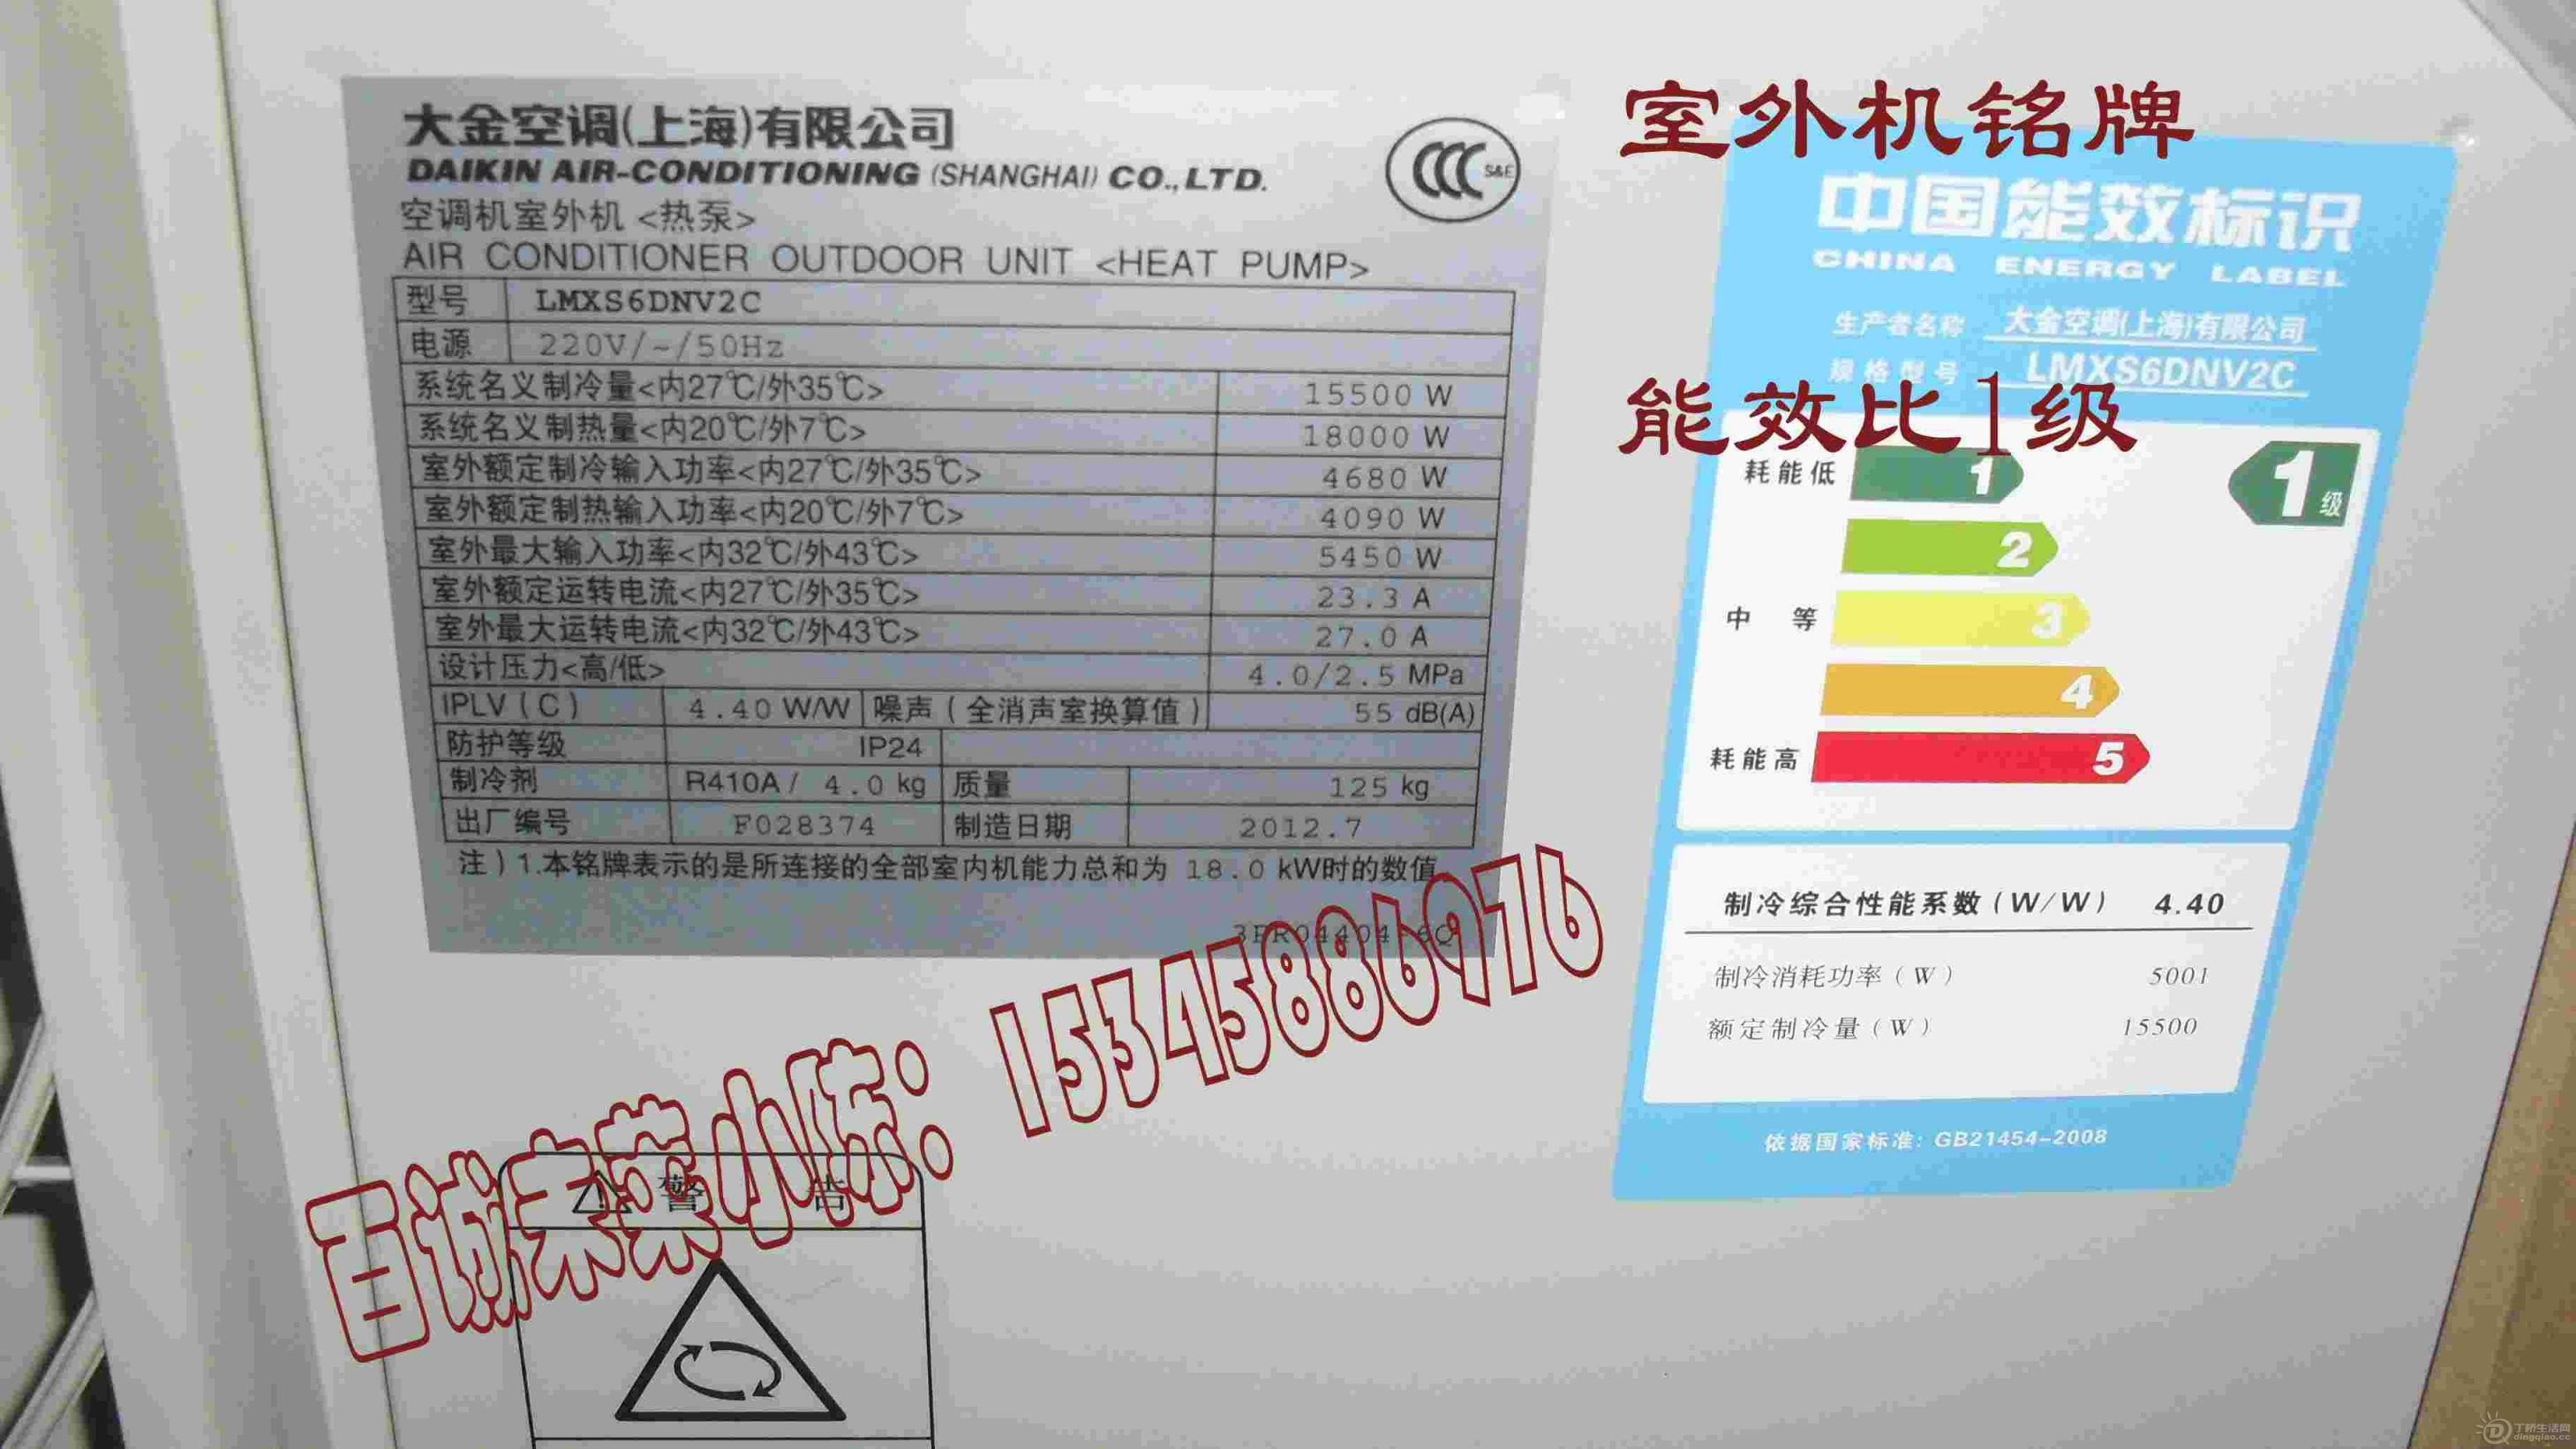 大金空调(上海)有限公司
DAIKIN AIR-CONDITIONING (SHANGHAI) CO., LTD.
空调机室外机 <热泵>
AIR CONDITIONER OUTDOOR UNIT <HEAT PUMP>
CCC S&E
型号 LMXS6DNV2C
电源 220V/~/50Hz
系统名义制冷量<内27℃/外35℃> 15500 W
系统名义制热量<内20℃/外7℃> 18000 W
室外额定制冷输入功率<内27℃/外35℃> 4680 W
室外额定制热输入功率<内20℃/外7℃> 4090 W
室外最大输入功率<内32℃/外43℃> 5450 W
室外额定运转电流<内27℃/外35℃> 23.3 A
室外最大运转电流<内32℃/外43℃> 27.0 A
设计压力<高/低> 4.0/2.5 MPa
IPLV(C) 4.40 W/W 噪声(全消声室换算值) 55 dB(A)
防护等级 IP24
制冷剂 R410A/ 4.0 kg 质量 125 kg
出厂编号 F028374 制造日期 2012.7
注)1.本铭牌表示的是所连接的全部室内机能力总和为 18.0 kW时的数值
室外机铭牌
能效比1级
中国能效标识
CHINA ENERGY LABEL
生产者名称 大金空调(上海)有限公司
规格型号 LMXS6DNV2C
耗能低 1 1级
2
中等 3
4
耗能高 5
制冷综合性能系数(W/W) 4.40
制冷消耗功率(W) 5001
额定制冷量(W) 15500
依据国家标准: GB21454-2008
小陈: 15345886976
警告
丁桥生活网
dingqiao.cc